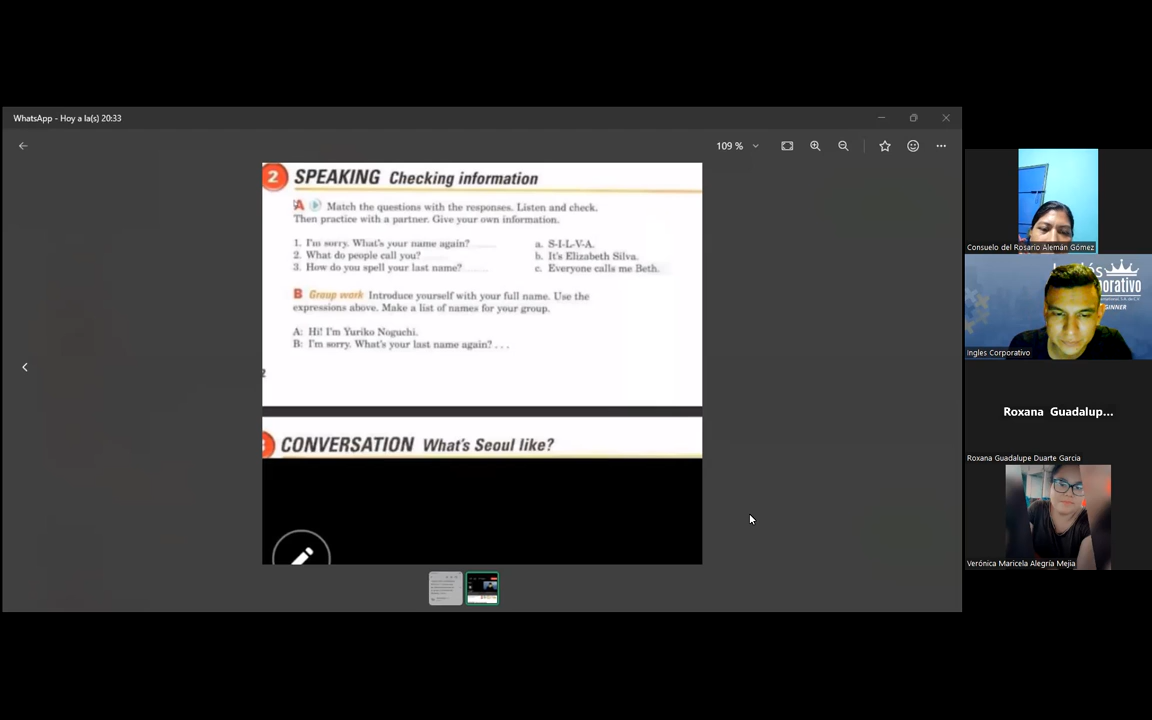 WhatsApp - Hoy a la(s) 20:33
109 %
2 SPEAKING Checking information
A Match the questions with the responses. Listen and check.
Then practice with a partner. Give your own information.
1. I'm sorry. What's your name again?
a. S-I-L-V-A.
2. What do people call you?
b. It's Elizabeth Silva.
3. How do you spell your last name?
c. Everyone calls me Beth.
B Group work Introduce yourself with your full name. Use the
expressions above. Make a list of names for your group.
A: Hi! I'm Yuriko Noguchi.
B: I'm sorry. What's your last name again? . . .
CONVERSATION What's Seoul like?
Consuelo del Rosario Alemán Gómez
Ingles Corporativo
Roxana Guadalup...
Roxana Guadalupe Duarte Garcia
Verónica Maricela Alegría Mejia